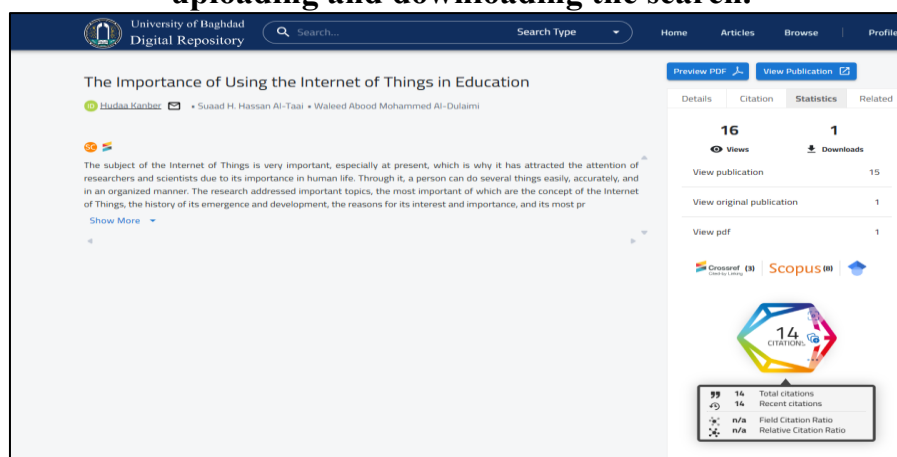 uploading and downloading the search.
University of Baghdad
Digital Repository
Search...
Search Type
Home
Articles
Browse
Profile
The Importance of Using the Internet of Things in Education
Hudaa Kanber • Suaad H. Hassan Al-Taai • Waleed Abood Mohammed Al-Dulaimi
SC
The subject of the Internet of Things is very important, especially at present, which is why it has attracted the attention of
researchers and scientists due to its importance in human life. Through it, a person can do several things easily, accurately, and
in an organized manner. The research addressed important topics, the most important of which are the concept of the Internet
of Things, the history of its emergence and development, the reasons for its interest and importance, and its most pr
Show More
Preview PDF
View Publication
Details
Citation
Statistics
Related
16
Views
1
Downloads
View publication 15
View original publication 1
View pdf 1
Crossref (3)
Cited-by Linking
Scopus (8)
14
CITATIONS
14 Total citations
14 Recent citations
n/a Field Citation Ratio
n/a Relative Citation Ratio